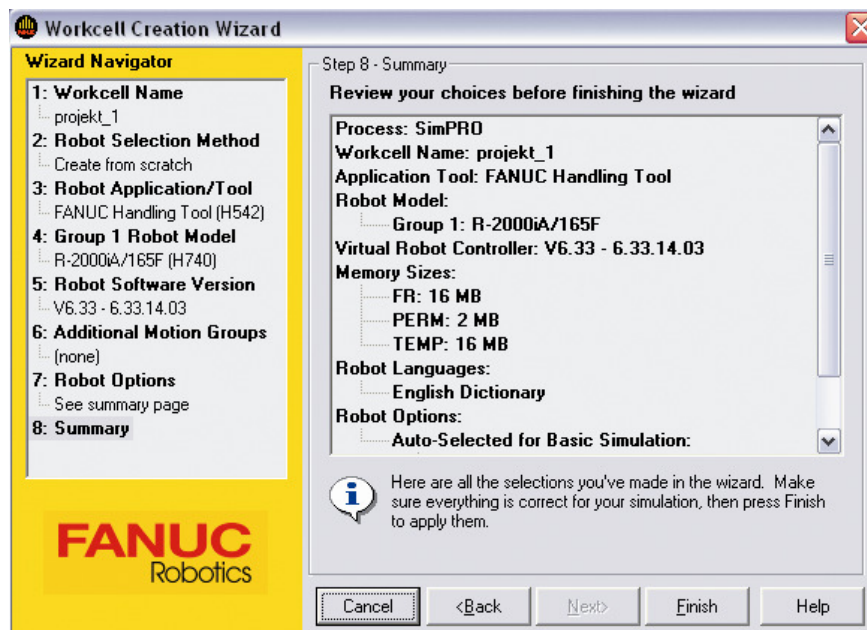 Workcell Creation Wizard
Wizard Navigator
1: Workcell Name
projekt_1
2: Robot Selection Method
Create from scratch
3: Robot Application/Tool
FANUC Handling Tool (H542)
4: Group 1 Robot Model
R-2000iA/165F (H740)
5: Robot Software Version
V6.33 - 6.33.14.03
6: Additional Motion Groups
(none)
7: Robot Options
See summary page
8: Summary
FANUC
Robotics
Step 8 - Summary
Review your choices before finishing the wizard
Process: SimPRO
Workcell Name: projekt_1
Application Tool: FANUC Handling Tool
Robot Model:
Group 1: R-2000iA/165F
Virtual Robot Controller: V6.33 - 6.33.14.03
Memory Sizes:
FR: 16 MB
PERM: 2 MB
TEMP: 16 MB
Robot Languages:
English Dictionary
Robot Options:
Auto-Selected for Basic Simulation:
Here are all the selections you've made in the wizard. Make
sure everything is correct for your simulation, then press Finish
to apply them.
Cancel
<Back
Next>
Finish
Help